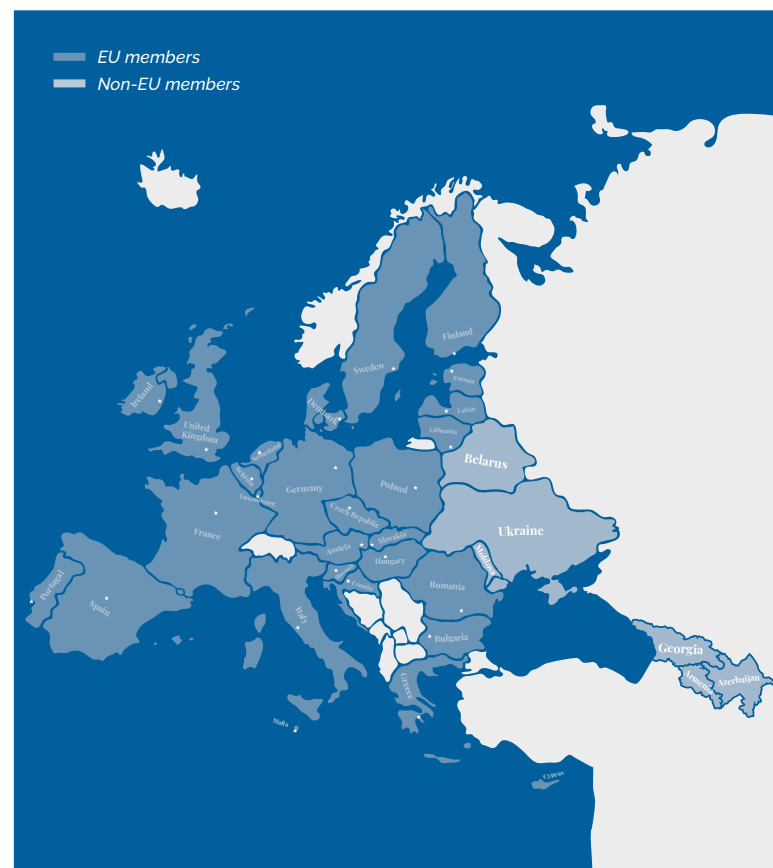 EU members
Non-EU members
Finland
Sweden
Estonia
Latvia
Lithuania
Denmark
Ireland
United
Kingdom
Belarus
Germany
Poland
Luxembourg
Czech Republic
Ukraine
France
Austria
Slovakia
Hungary
Moldova
Romania
Croatia
Portugal
Spain
Italy
Bulgaria
Georgia
Greece
Armenia
Azerbaijan
Malta
Cyprus